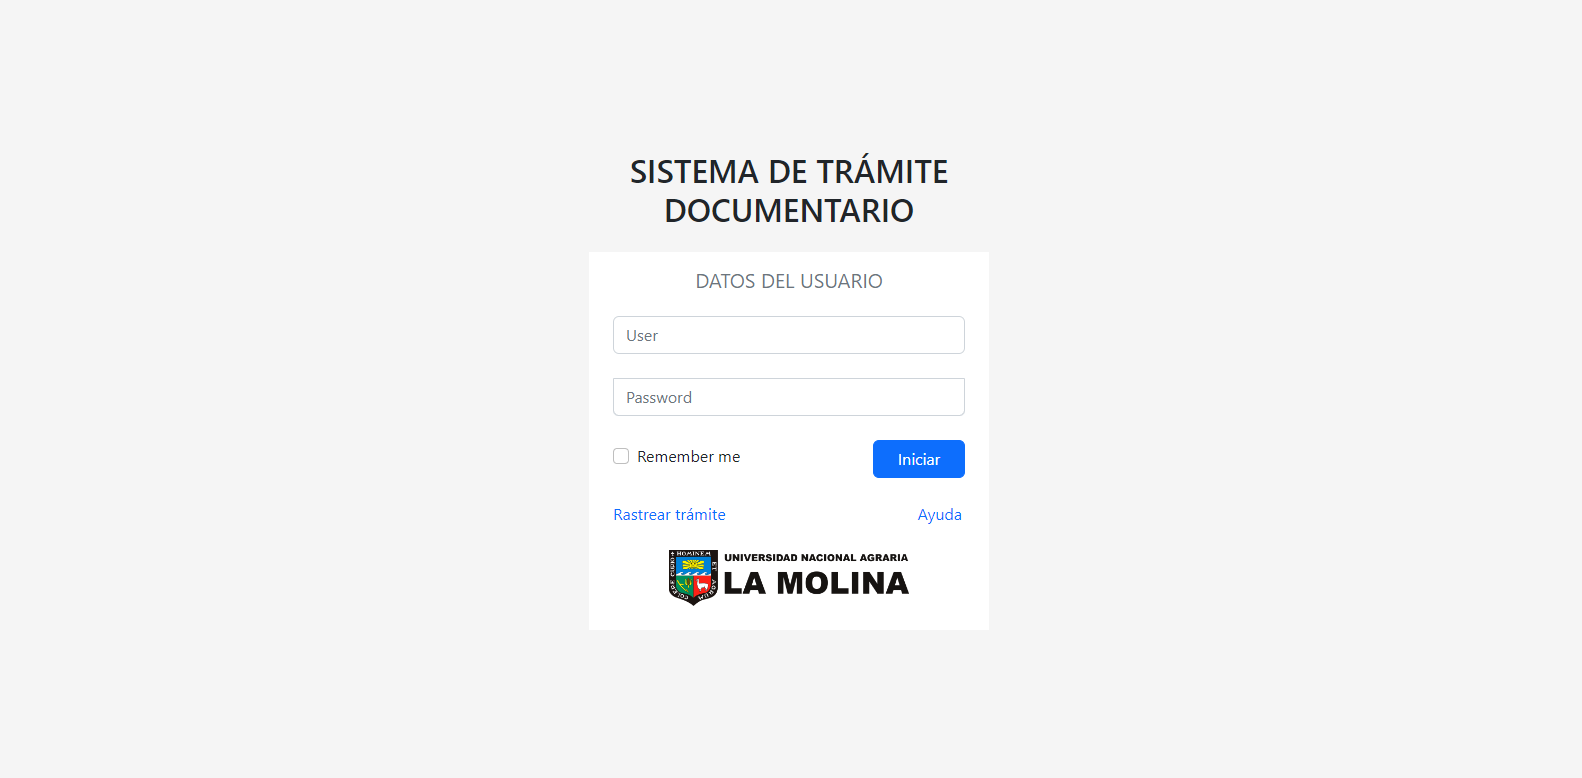 SISTEMA DE TRÁMITE
DOCUMENTARIO
DATOS DEL USUARIO
User
Password
Remember me
Iniciar
Rastrear trámite
Ayuda
HOMINEM
UNIVERSIDAD NACIONAL AGRARIA
LA MOLINA